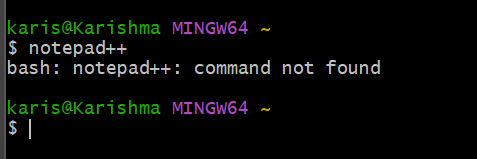 karis@Karishma MINGW64 ~
$ notepad++
bash: notepad++: command not found
karis@Karishma MINGW64 ~
$